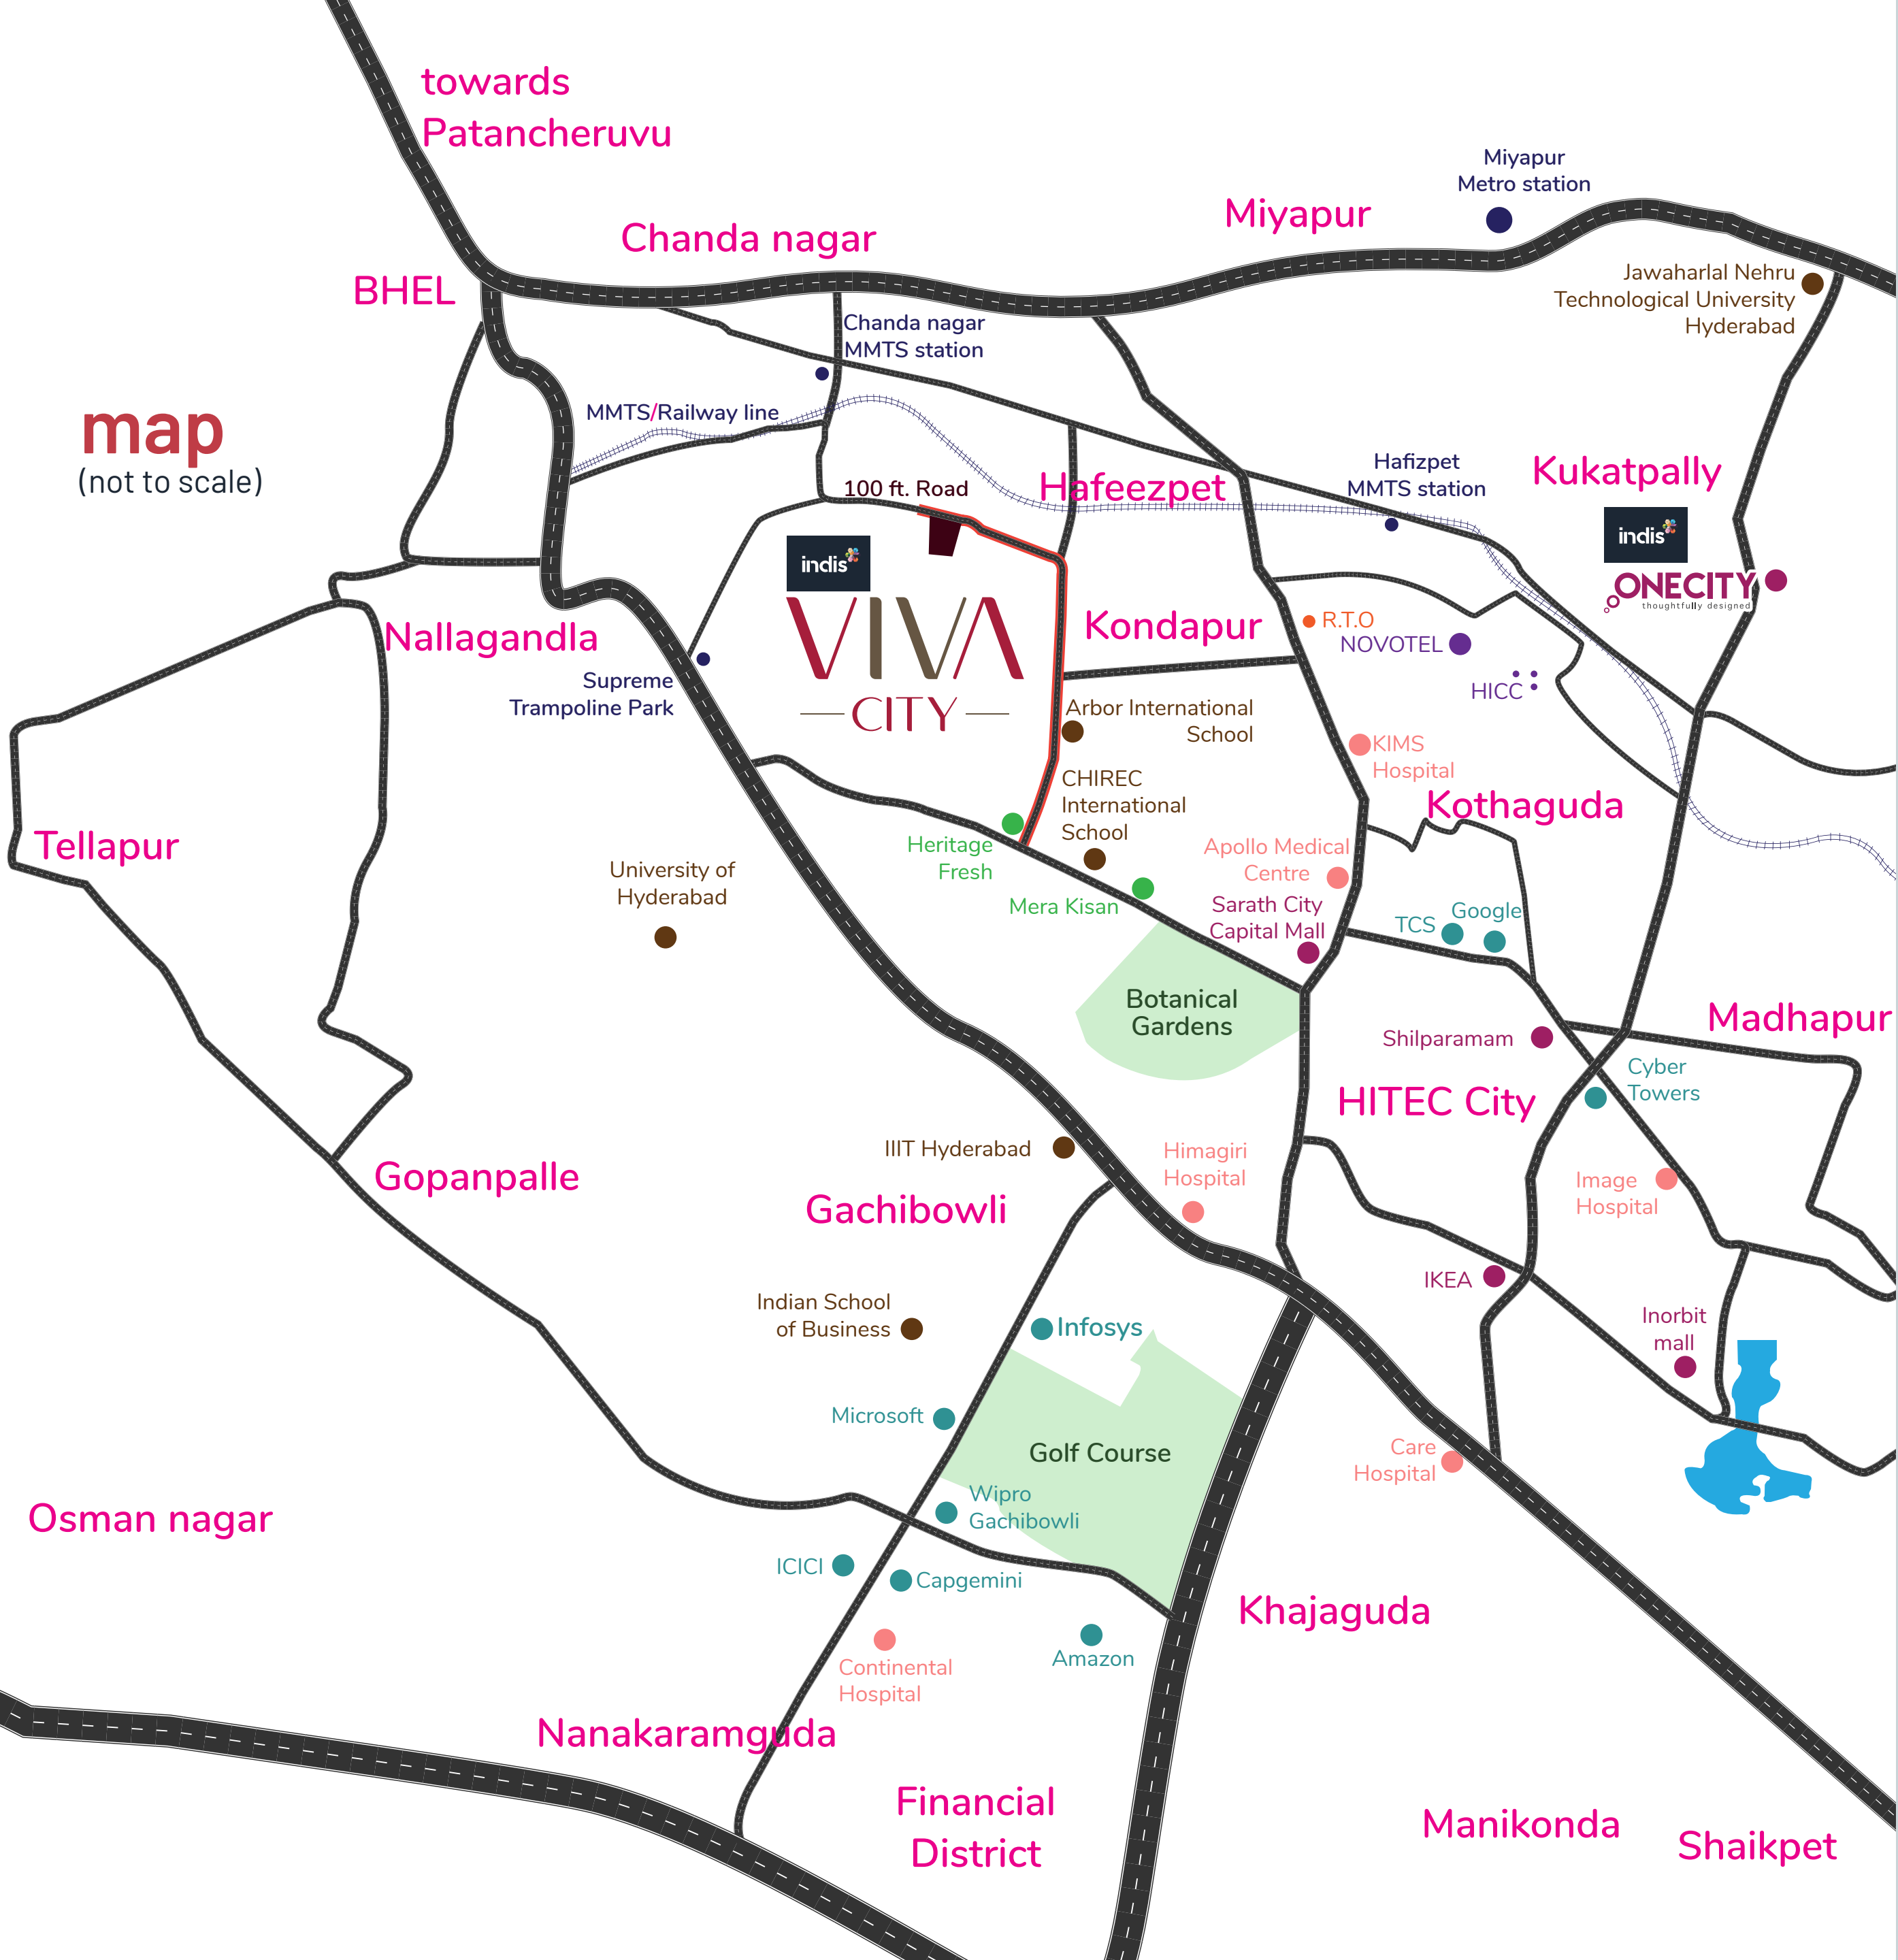 towards
Patancheruvu
Miyapur
Metro station
Miyapur
Chanda nagar
BHEL
Jawaharlal Nehru
Technological University
Hyderabad
Chanda nagar
MMTS station
map
(not to scale)
MMTS/Railway line
100 ft. Road
Hafeezpet
Hafizpet
MMTS station
Kukatpally
indis
ONECITY
thoughtfully designed
indis
VIVA
CITY
Nallagandla
Kondapur
R.T.O
NOVOTEL
HICC
Supreme
Trampoline Park
Arbor International
School
KIMS
Hospital
CHIREC
International
School
Kothaguda
Tellapur
Heritage
Fresh
Apollo Medical
Centre
University of
Hyderabad
Mera Kisan
Sarath City
Capital Mall
TCS
Google
Botanical
Gardens
Madhapur
Shilparamam
Cyber
Towers
HITEC City
IIIT Hyderabad
Himagiri
Hospital
Gopanpalle
Gachibowli
Image
Hospital
IKEA
Indian School
of Business
Infosys
Inorbit
mall
Microsoft
Golf Course
Care
Hospital
Wipro
Gachibowli
Osman nagar
ICICI
Capgemini
Khajaguda
Amazon
Continental
Hospital
Nanakaramguda
Financial
District
Manikonda
Shaikpet